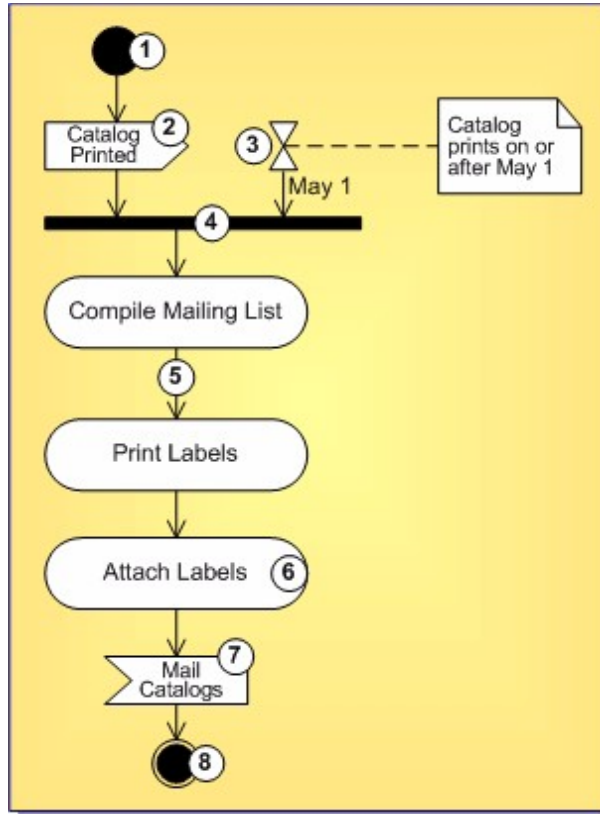 1
Catalog
Printed
2
3
Catalog
prints on or
after May 1
May 1
4
Compile Mailing List
5
Print Labels
Attach Labels
6
7
Mail
Catalogs
8